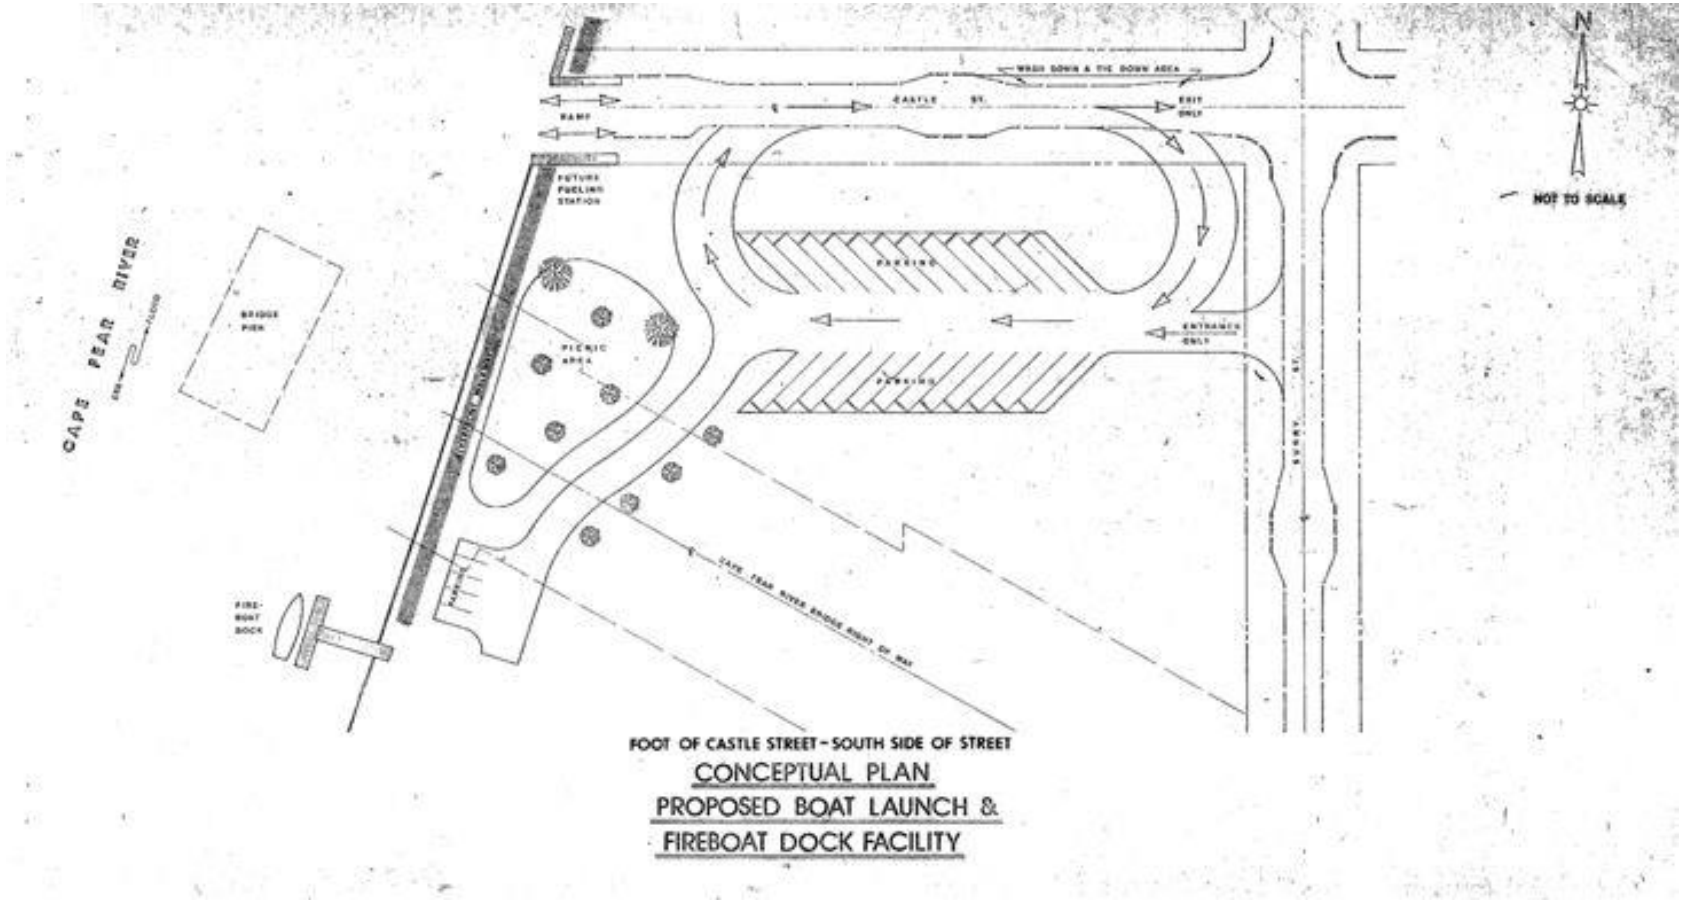 N
NOT TO SCALE
WASH DOWN & TIE DOWN AREA
CASTLE ST.
EXIT
ONLY
RAMP
FUTURE
FUELING
STATION
PARKING
CAPE FEAR RIVER
EBB
FLOOD
BRIDGE
PIER
PICNIC
AREA
ENTRANCE
ONLY
PARKING
SURRY ST.
PARKING
FIRE-
BOAT
DOCK
CAPE FEAR RIVER BRIDGE RIGHT OF WAY
FOOT OF CASTLE STREET-SOUTH SIDE OF STREET
CONCEPTUAL PLAN
PROPOSED BOAT LAUNCH &
FIREBOAT DOCK FACILITY